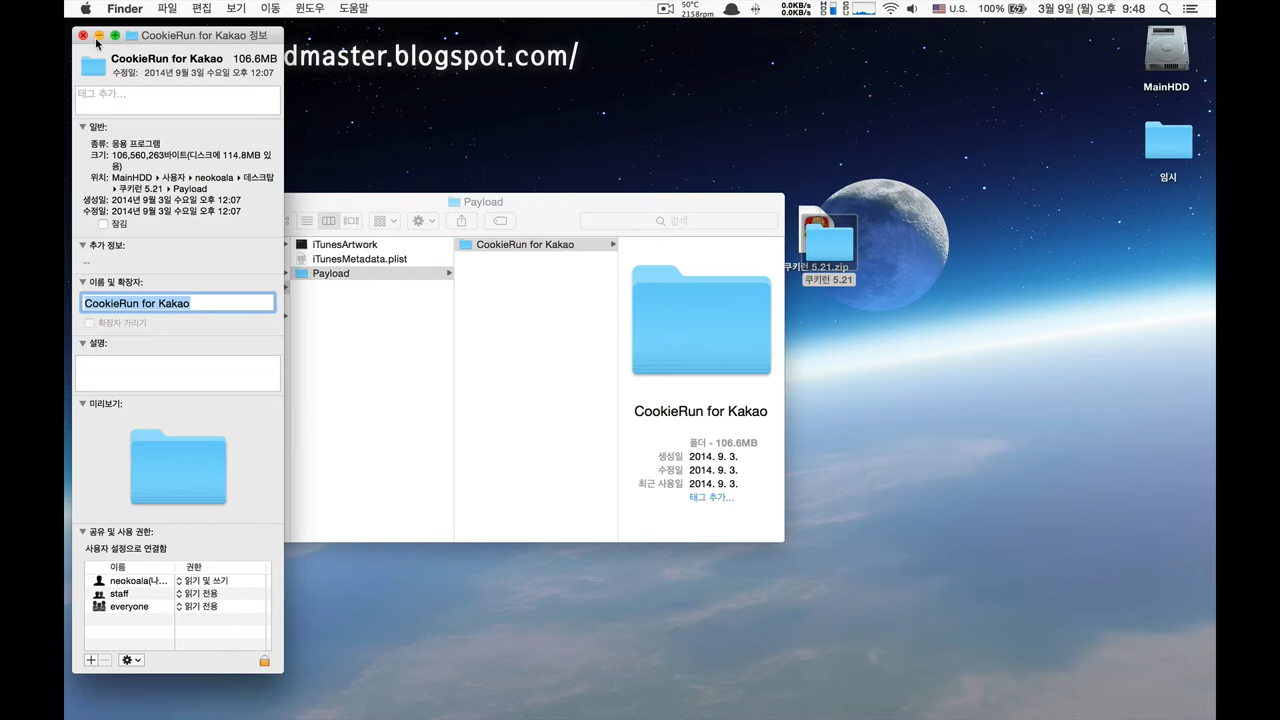 Finder 파일 편집 보기 이동 윈도우 도움말 50°C 2158rpm 0.0KB/s 0.0KB/s U.S. 100% 3월 9일 (월) 오후 9:48
CookieRun for Kakao 정보
dmaster.blogspot.com/
CookieRun for Kakao 106.6MB
수정일: 2014년 9월 3일 수요일 오후 12:07
태그 추가...
일반:
종류: 응용 프로그램
크기: 106,560,263바이트(디스크에 114.8MB 있
음)
위치: MainHDD ▸ 사용자 ▸ neokoala ▸ 데스크탑
▸ 쿠키런 5.21 ▸ Payload
생성일: 2014년 9월 3일 수요일 오후 12:07
수정일: 2014년 9월 3일 수요일 오후 12:07
잠김
추가 정보:
--
이름 및 확장자:
CookieRun for Kakao
확장자 가리기
설명:
미리보기:
공유 및 사용 권한:
사용자 설정으로 연결함
이름 권한
neokoala(나... 읽기 및 쓰기
staff 읽기 전용
everyone 읽기 전용
Payload
검색
iTunesArtwork
iTunesMetadata.plist
Payload
CookieRun for Kakao
CookieRun for Kakao
폴더 - 106.6MB
생성일 2014. 9. 3.
수정일 2014. 9. 3.
최근 사용일 2014. 9. 3.
태그 추가...
쿠키런 5.21.zip
쿠키런 5.21
MainHDD
임시